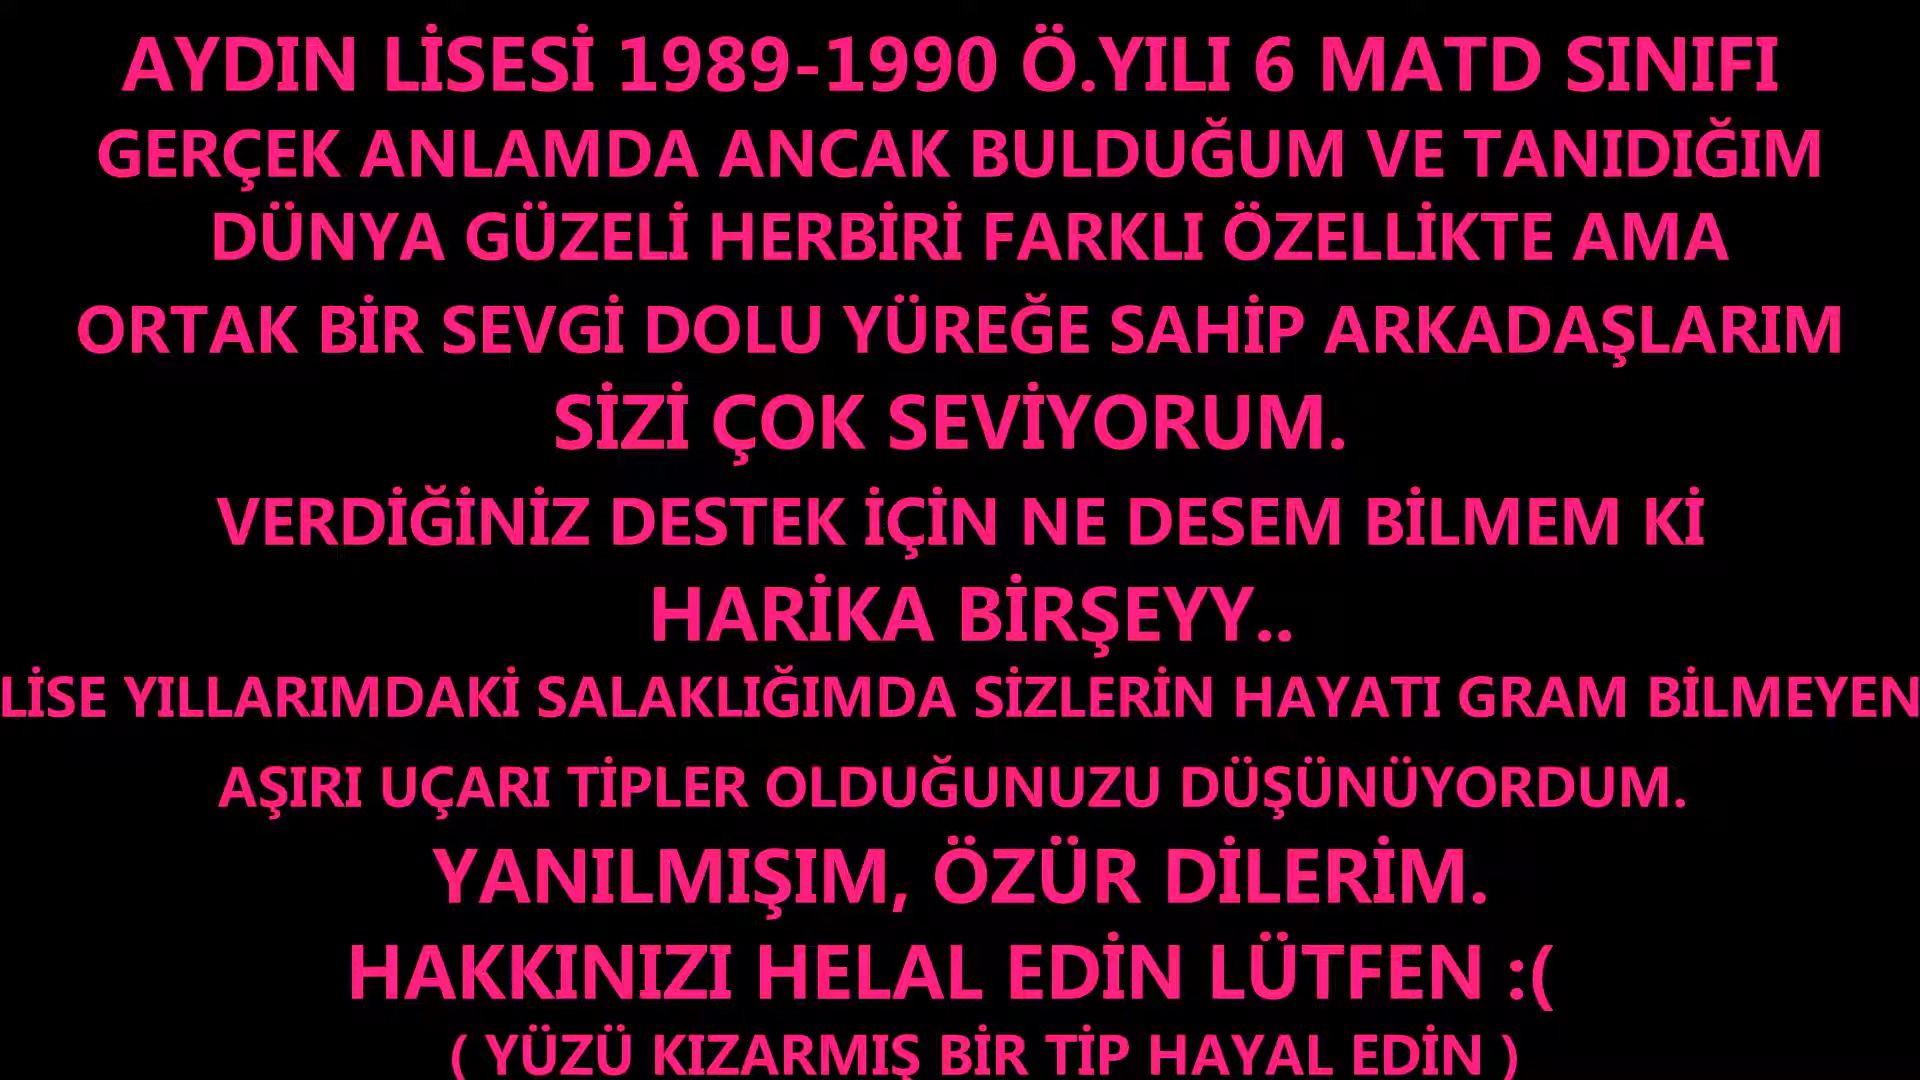 AYDIN LİSESİ 1989-1990 Ö.YILI 6 MATD SINIFI
GERÇEK ANLAMDA ANCAK BULDUĞUM VE TANIDIĞIM
DÜNYA GÜZELİ HERBİRİ FARKLI ÖZELLİKTE AMA
ORTAK BİR SEVGİ DOLU YÜREĞE SAHİP ARKADAŞLARIM
SİZİ ÇOK SEVİYORUM.
VERDİĞİNİZ DESTEK İÇİN NE DESEM BİLMEM Kİ
HARİKA BİRŞEYY..
LİSE YILLARIMDAKİ SALAKLIĞIMDA SİZLERİN HAYATI GRAM BİLMEYEN
AŞIRI UÇARI TİPLER OLDUĞUNUZU DÜŞÜNÜYORDUM.
YANILMIŞIM, ÖZÜR DİLERİM.
HAKKINIZI HELAL EDİN LÜTFEN :(
( YÜZÜ KIZARMIŞ BİR TİP HAYAL EDİN )